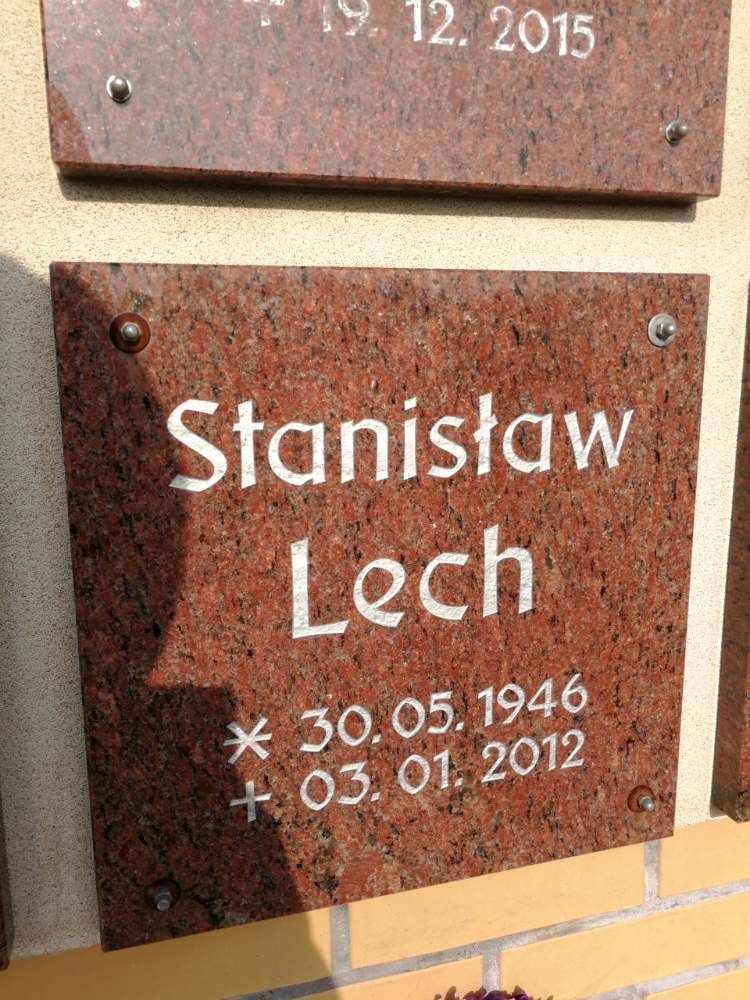 19. 12. 2015
Stanisław
Lech
* 30. 05. 1946
+ 03. 01. 2012